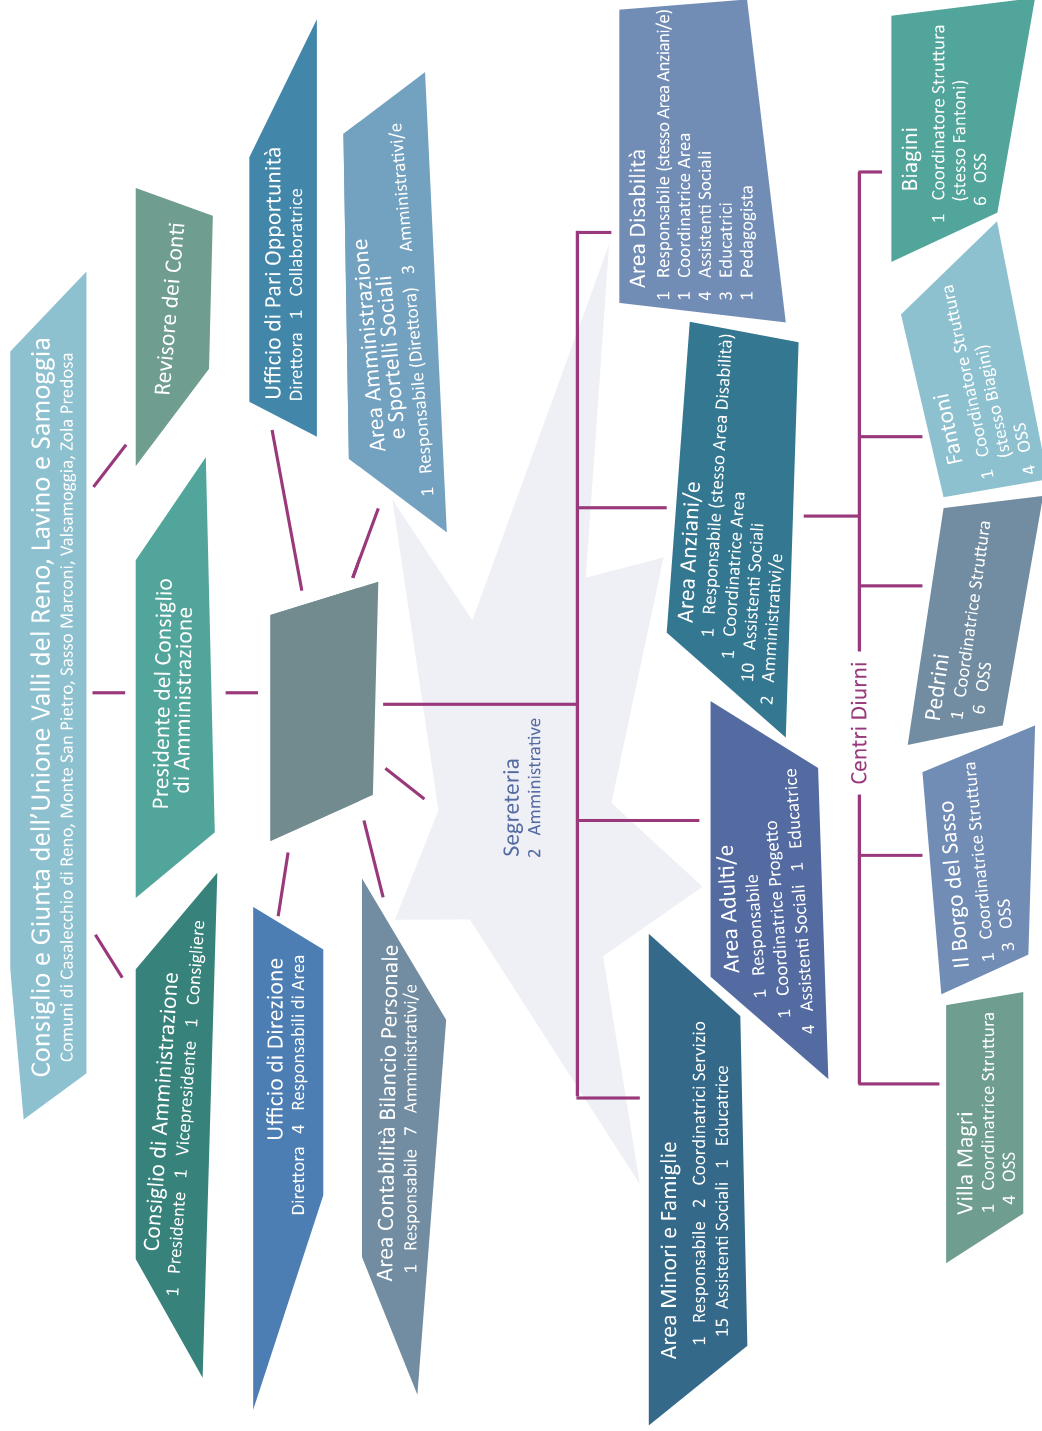 Consiglio e Giunta dell'Unione Valli del Reno, Lavino e Samoggia
Comuni di Casalecchio di Reno, Monte San Pietro, Sasso Marconi, Valsamoggia, Zola Predosa
Consiglio di Amministrazione
1 Presidente 1 Vicepresidente 1 Consigliere
Presidente del Consiglio
di Amministrazione
Revisore dei Conti
Ufficio di Direzione
Direttora 4 Responsabili di Area
Ufficio di Pari Opportunità
Direttora 1 Collaboratrice
Area Contabilità Bilancio Personale
1 Responsabile 7 Amministrativi/e
Area Amministrazione
e Sportelli Sociali
1 Responsabile (Direttora) 3 Amministrativi/e
Segreteria
2 Amministrative
Area Minori e Famiglie
1 Responsabile 2 Coordinatrici Servizio
15 Assistenti Sociali 1 Educatrice
Area Adulti/e
1 Responsabile
1 Coordinatrice Progetto
4 Assistenti Sociali 1 Educatrice
Area Anziani/e
1 Responsabile (stesso Area Disabilità)
1 Coordinatrice Area
10 Assistenti Sociali
2 Amministrativi/e
Area Disabilità
1 Responsabile (stesso Area Anziani/e)
1 Coordinatrice Area
4 Assistenti Sociali
3 Educatrici
1 Pedagogista
Centri Diurni
Villa Magri
1 Coordinatrice Struttura
4 OSS
Il Borgo del Sasso
1 Coordinatrice Struttura
3 OSS
Pedrini
1 Coordinatrice Struttura
6 OSS
Fantoni
1 Coordinatore Struttura
(stesso Biagini)
4 OSS
Biagini
1 Coordinatore Struttura
(stesso Fantoni)
6 OSS